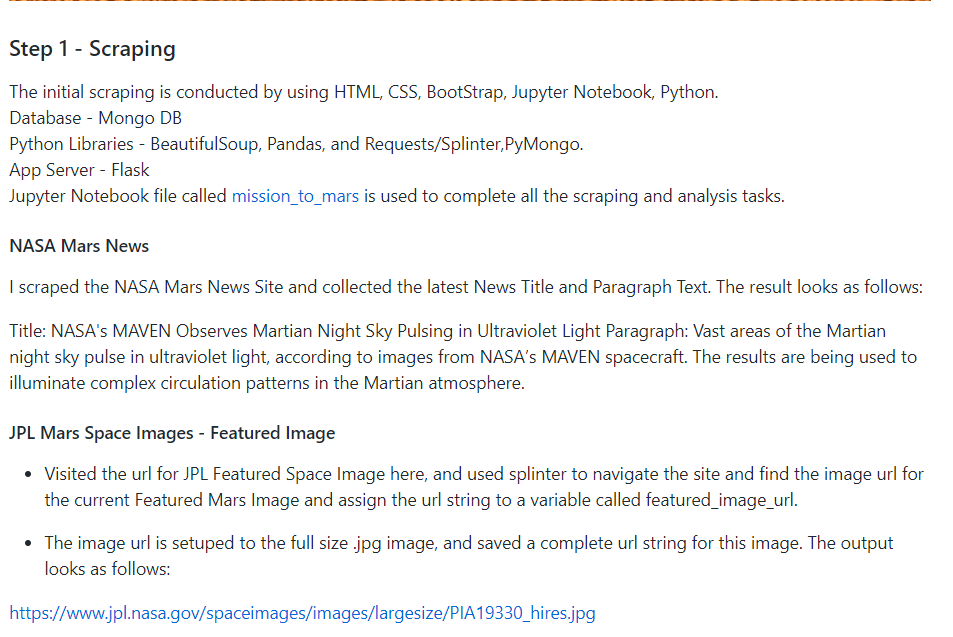 Step 1 - Scraping
The initial scraping is conducted by using HTML, CSS, BootStrap, Jupyter Notebook, Python.
Database - Mongo DB
Python Libraries - BeautifulSoup, Pandas, and Requests/Splinter,PyMongo.
App Server - Flask
Jupyter Notebook file called mission_to_mars is used to complete all the scraping and analysis tasks.
NASA Mars News
I scraped the NASA Mars News Site and collected the latest News Title and Paragraph Text. The result looks as follows:
Title: NASA's MAVEN Observes Martian Night Sky Pulsing in Ultraviolet Light Paragraph: Vast areas of the Martian
night sky pulse in ultraviolet light, according to images from NASA’s MAVEN spacecraft. The results are being used to
illuminate complex circulation patterns in the Martian atmosphere.
JPL Mars Space Images - Featured Image
• Visited the url for JPL Featured Space Image here, and used splinter to navigate the site and find the image url for
the current Featured Mars Image and assign the url string to a variable called featured_image_url.
• The image url is setuped to the full size .jpg image, and saved a complete url string for this image. The output
looks as follows:
https://www.jpl.nasa.gov/spaceimages/images/largesize/PIA19330_hires.jpg